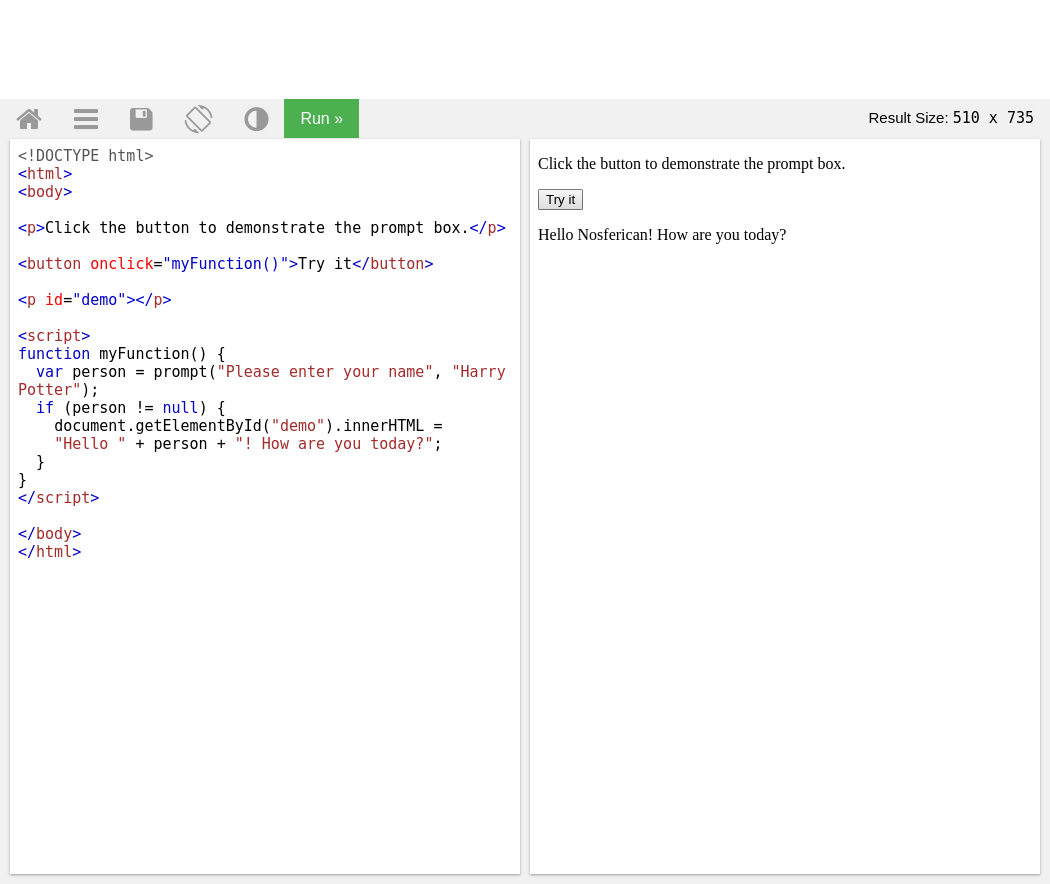 Run »
Result Size: 510 x 735
<!DOCTYPE html>
<html>
<body>
<p>Click the button to demonstrate the prompt box.</p>
<button onclick="myFunction()">Try it</button>
<p id="demo"></p>
<script>
function myFunction() {
  var person = prompt("Please enter your name", "Harry
Potter");
  if (person != null) {
    document.getElementById("demo").innerHTML =
    "Hello " + person + "! How are you today?";
  }
}
</script>
</body>
</html>
Click the button to demonstrate the prompt box.
Try it
Hello Nosferican! How are you today?